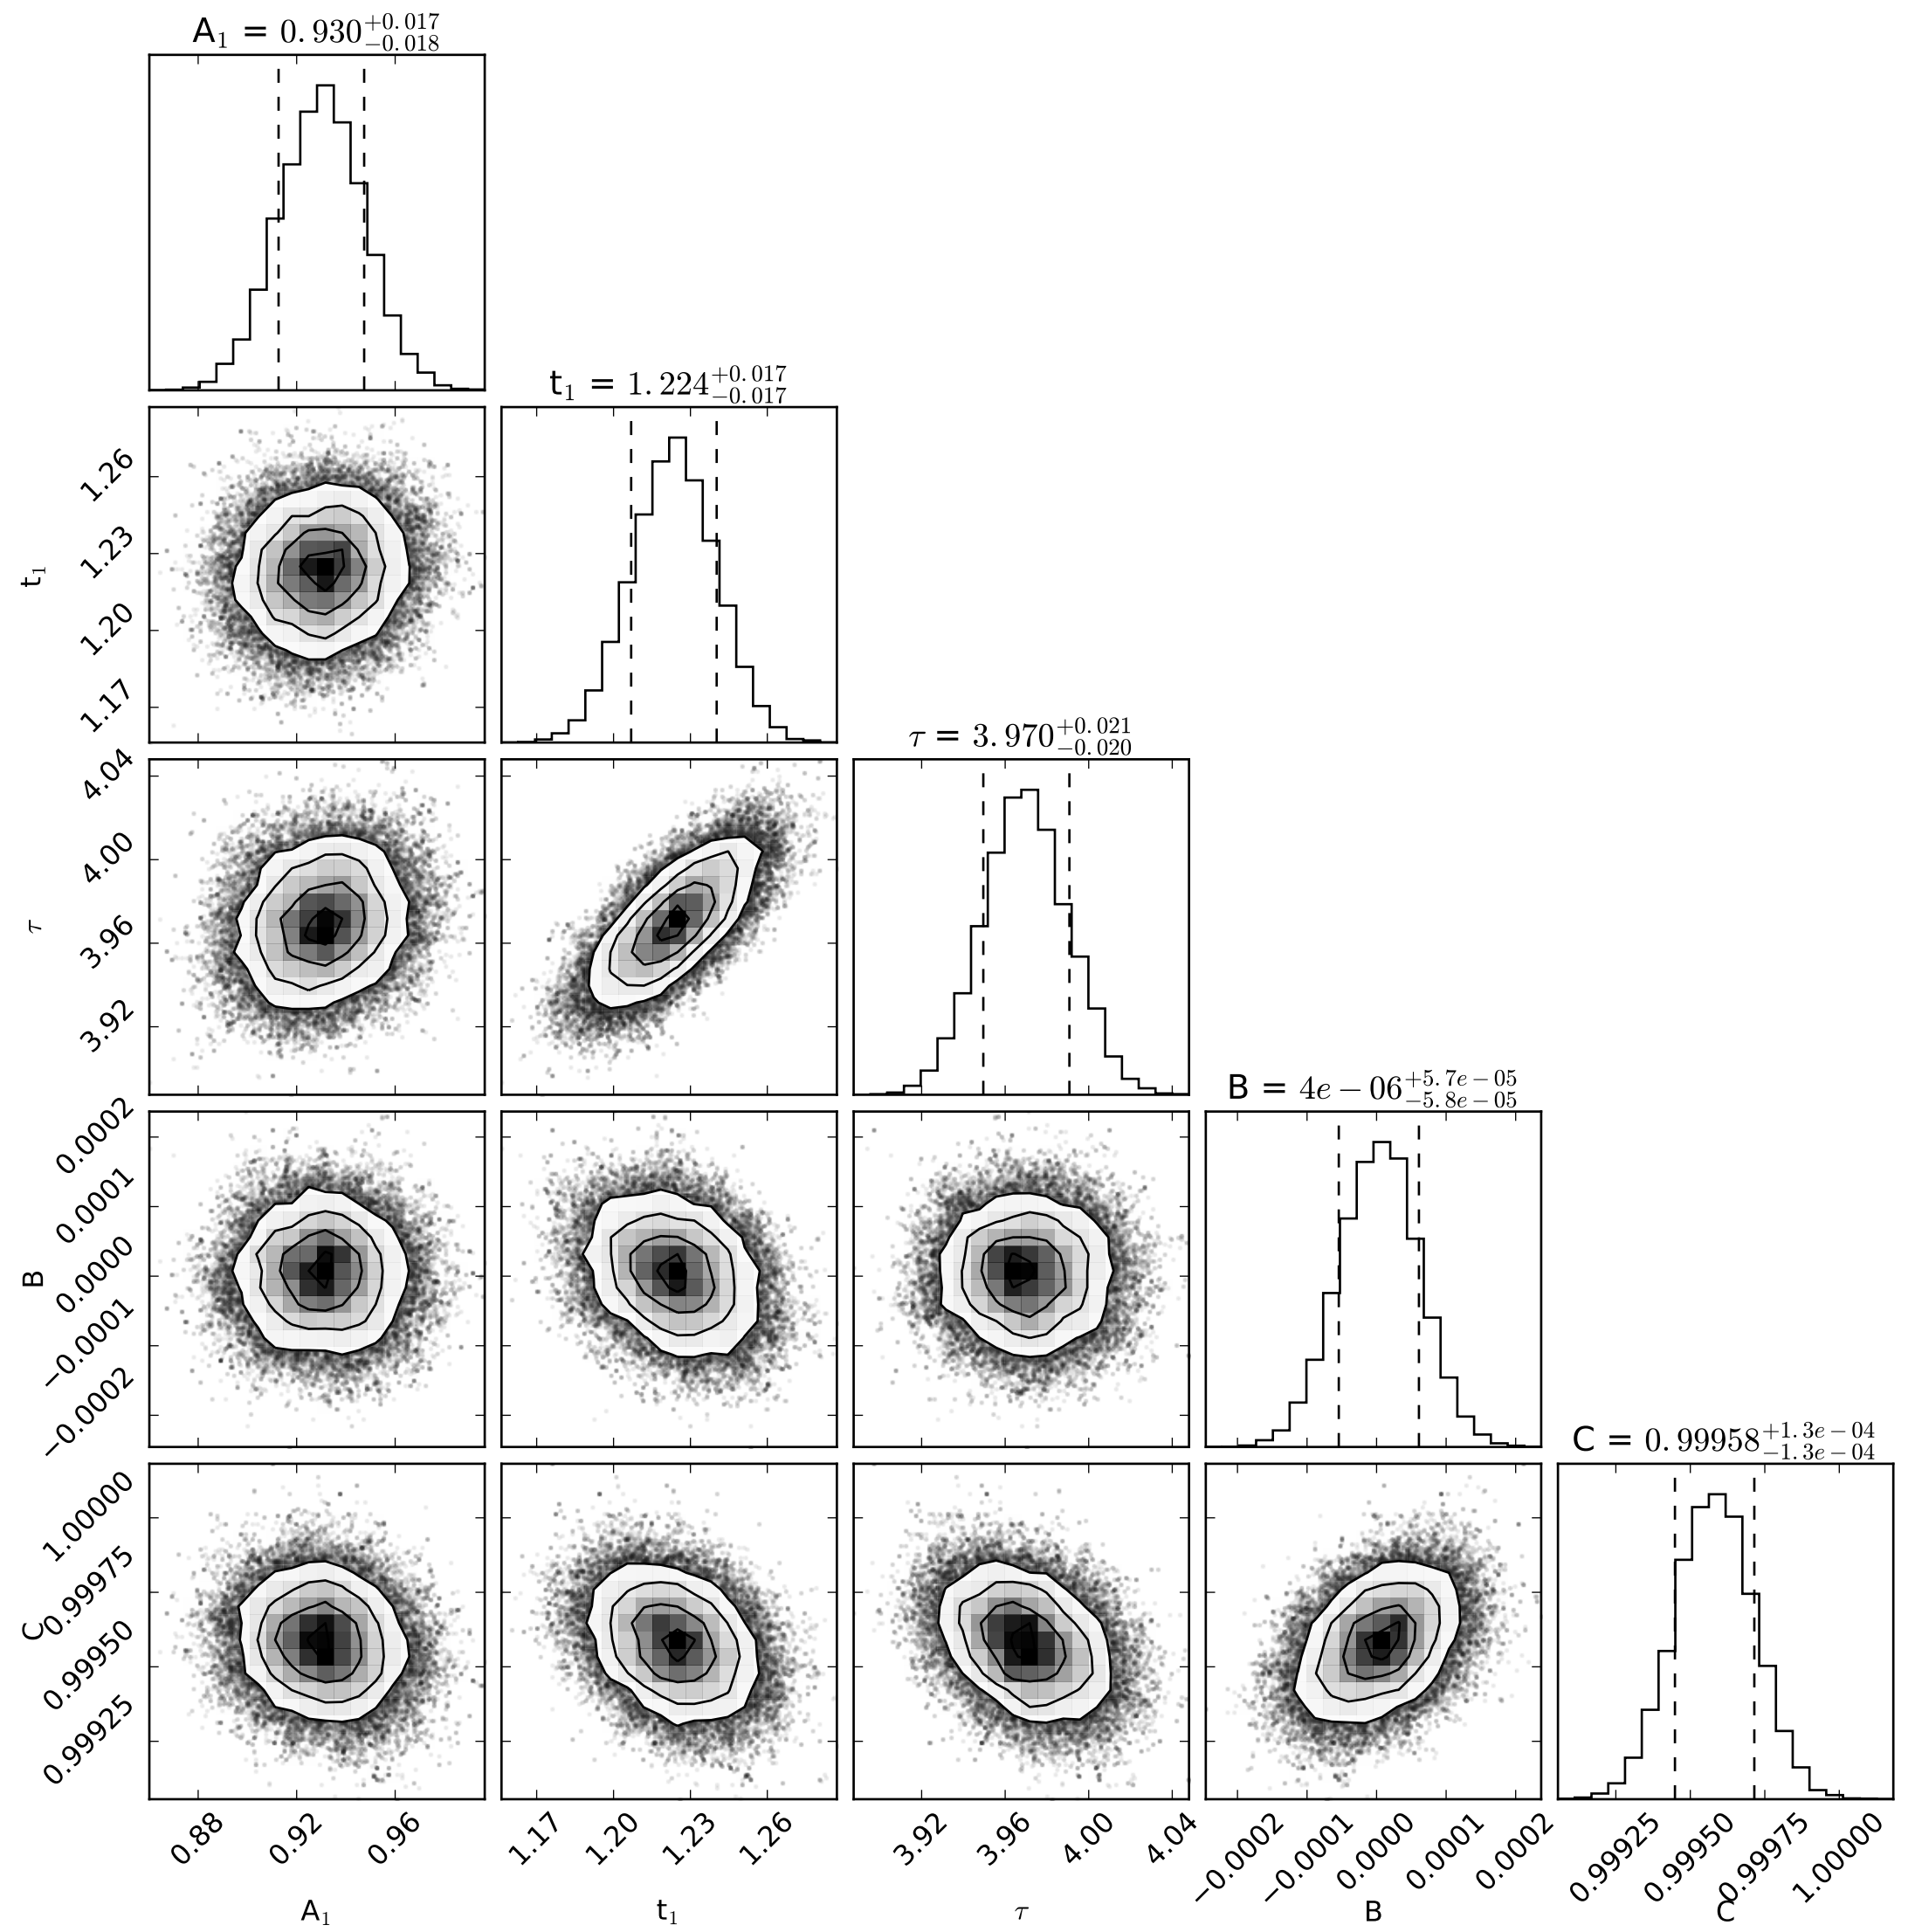 A₁ = 0.930 +0.017 −0.018
t₁ = 1.224 +0.017 −0.017
1.26
1.23
1.20
1.17
t₁
τ = 3.970 +0.021 −0.020
4.04
4.00
3.96
3.92
τ
B = 4e−06 +5.7e−05 −5.8e−05
0.0002
0.0001
0.0000
−0.0001
−0.0002
B
C = 0.99958 +1.3e−04 −1.3e−04
1.00000
0.99975
0.99950
0.99925
C
0.88 0.92 0.96
1.17 1.20 1.23 1.26
3.92 3.96 4.00 4.04
−0.0002 −0.0001 0.0000 0.0001 0.0002
0.99925 0.99950 0.99975 1.00000
A₁ t₁ τ B C